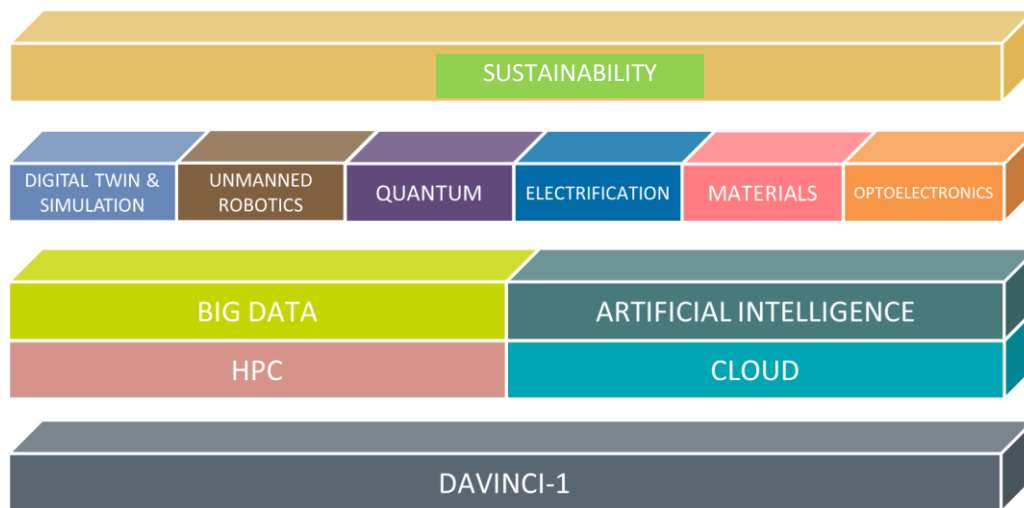 SUSTAINABILITY
DIGITAL TWIN &
SIMULATION
UNMANNED
ROBOTICS
QUANTUM
ELECTRIFICATION
MATERIALS
OPTOELECTRONICS
BIG DATA
ARTIFICIAL INTELLIGENCE
HPC
CLOUD
DAVINCI-1